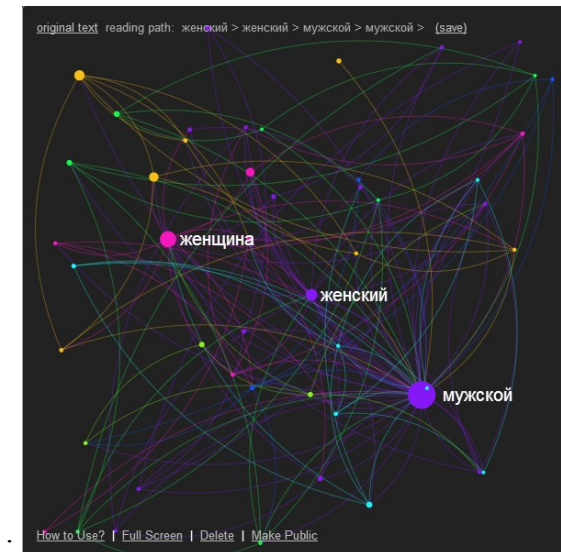 original text reading path: женский > женский > мужской > мужской > (save)
женщина
женский
мужской
How to Use? | Full Screen | Delete | Make Public